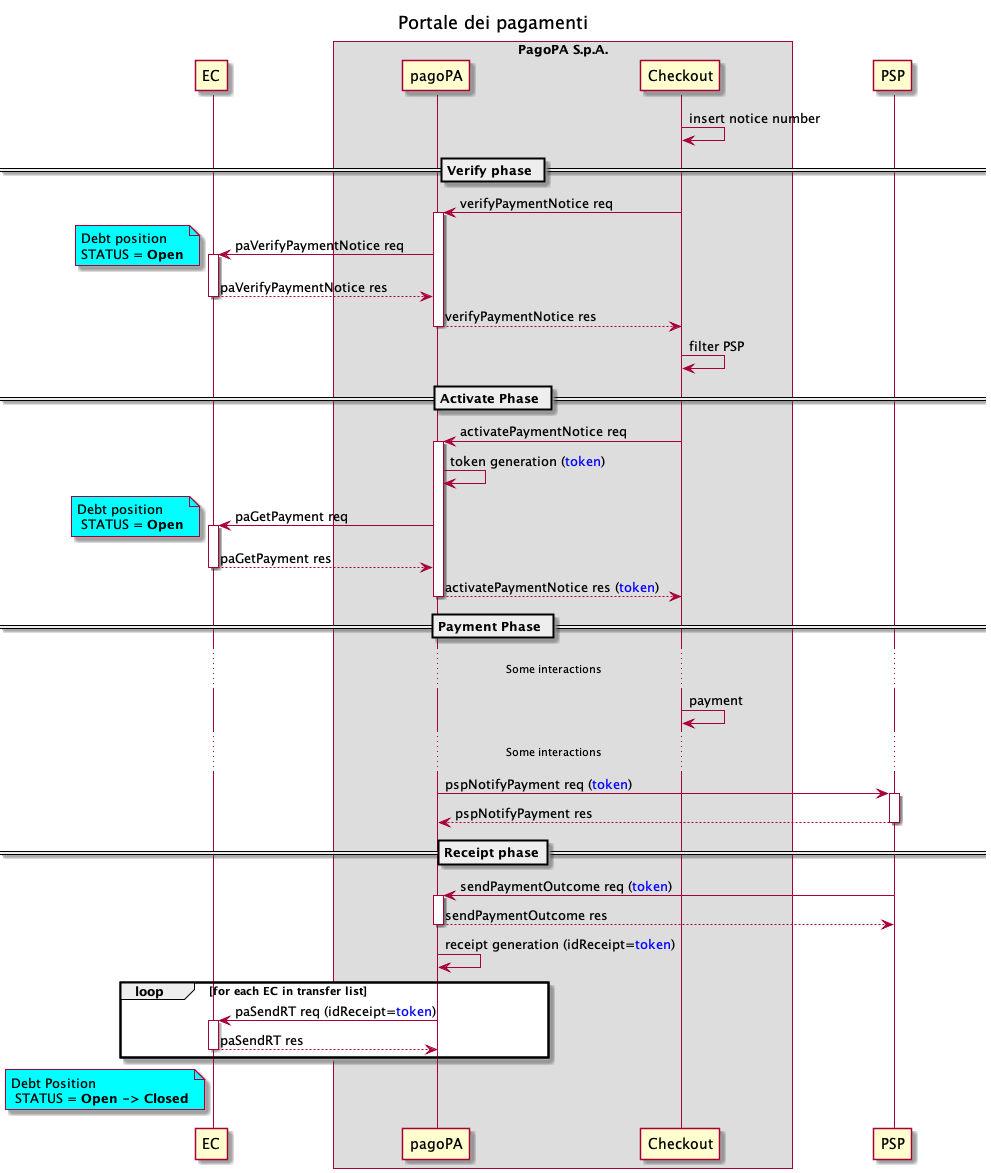 Portale dei pagamenti
PagoPA S.p.A.
EC
pagoPA
Checkout
PSP
insert notice number
Verify phase
verifyPaymentNotice req
Debt position
STATUS = Open
paVerifyPaymentNotice req
paVerifyPaymentNotice res
verifyPaymentNotice res
filter PSP
Activate Phase
activatePaymentNotice req
token generation (token)
Debt position
STATUS = Open
paGetPayment req
paGetPayment res
activatePaymentNotice res (token)
Payment Phase
Some interactions
payment
Some interactions
pspNotifyPayment req (token)
pspNotifyPayment res
Receipt phase
sendPaymentOutcome req (token)
sendPaymentOutcome res
receipt generation (idReceipt=token)
loop
[for each EC in transfer list]
paSendRT req (idReceipt=token)
paSendRT res
Debt Position
STATUS = Open -> Closed
EC
pagoPA
Checkout
PSP